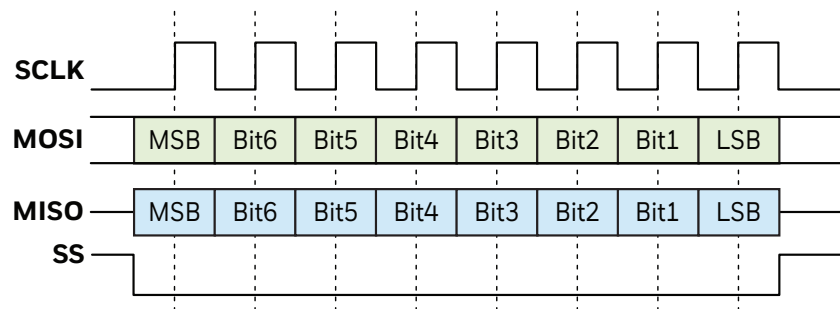 SCLK
MOSI MSB Bit6 Bit5 Bit4 Bit3 Bit2 Bit1 LSB
MISO MSB Bit6 Bit5 Bit4 Bit3 Bit2 Bit1 LSB
SS